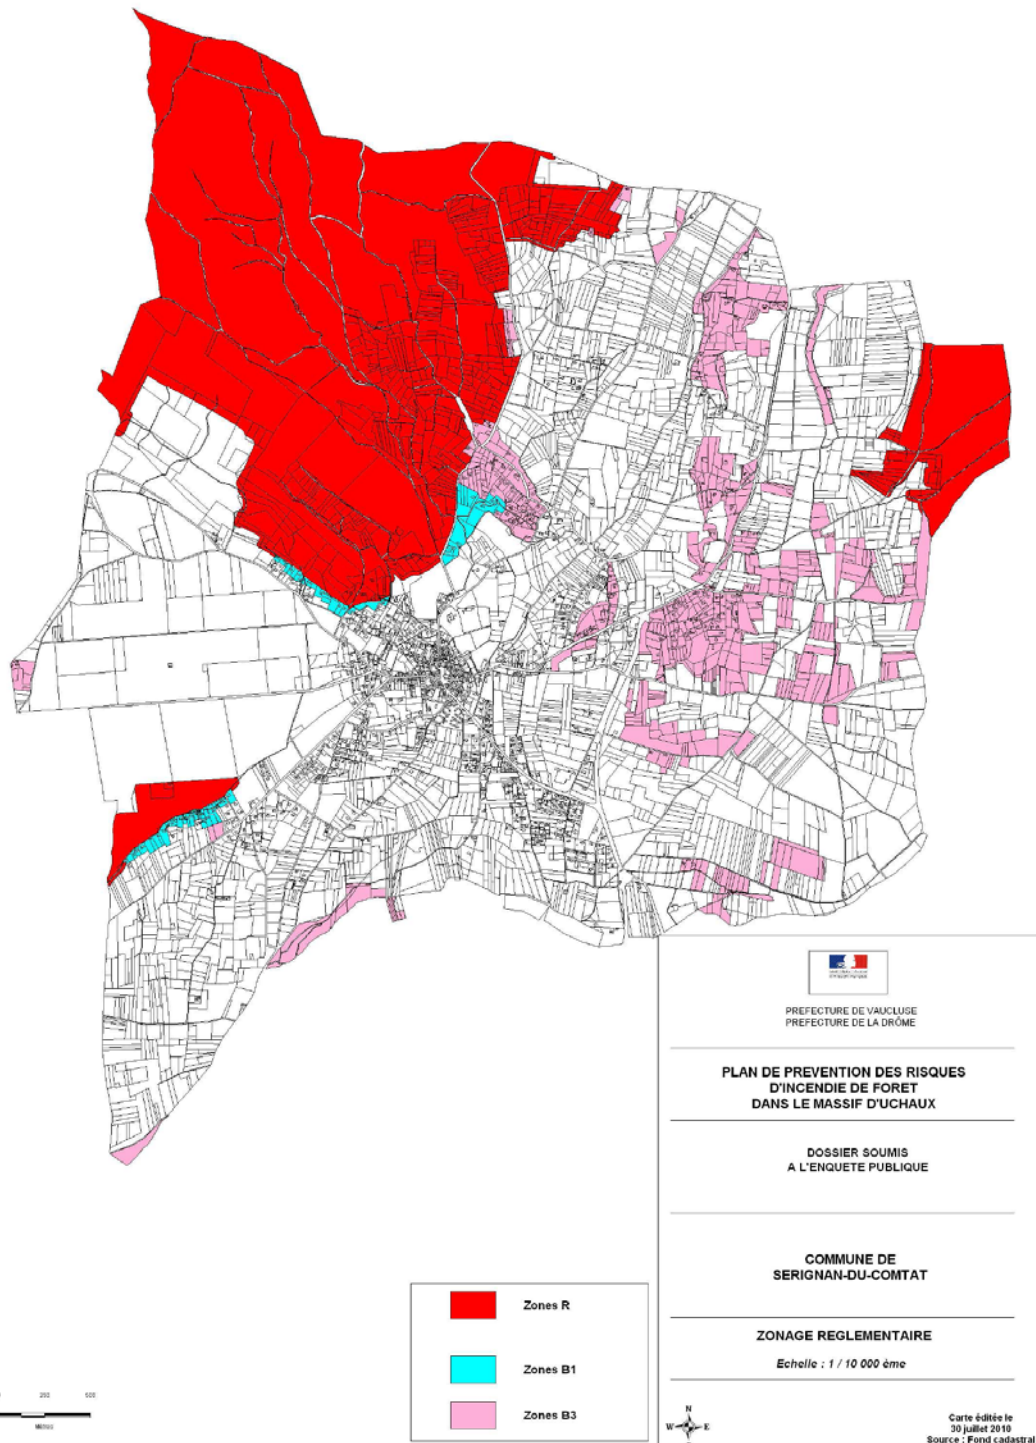 PREFECTURE DE VAUCLUSE
PREFECTURE DE LA DRÔME
PLAN DE PREVENTION DES RISQUES
D'INCENDIE DE FORET
DANS LE MASSIF D'UCHAUX
DOSSIER SOUMIS
A L'ENQUETE PUBLIQUE
COMMUNE DE
SERIGNAN-DU-COMTAT
ZONAGE REGLEMENTAIRE
Echelle : 1 / 10 000 ème
Zones R
Zones B1
Zones B3
250 500
N
W E
Carte éditée le
30 juillet 2010
Source : Fond cadastral